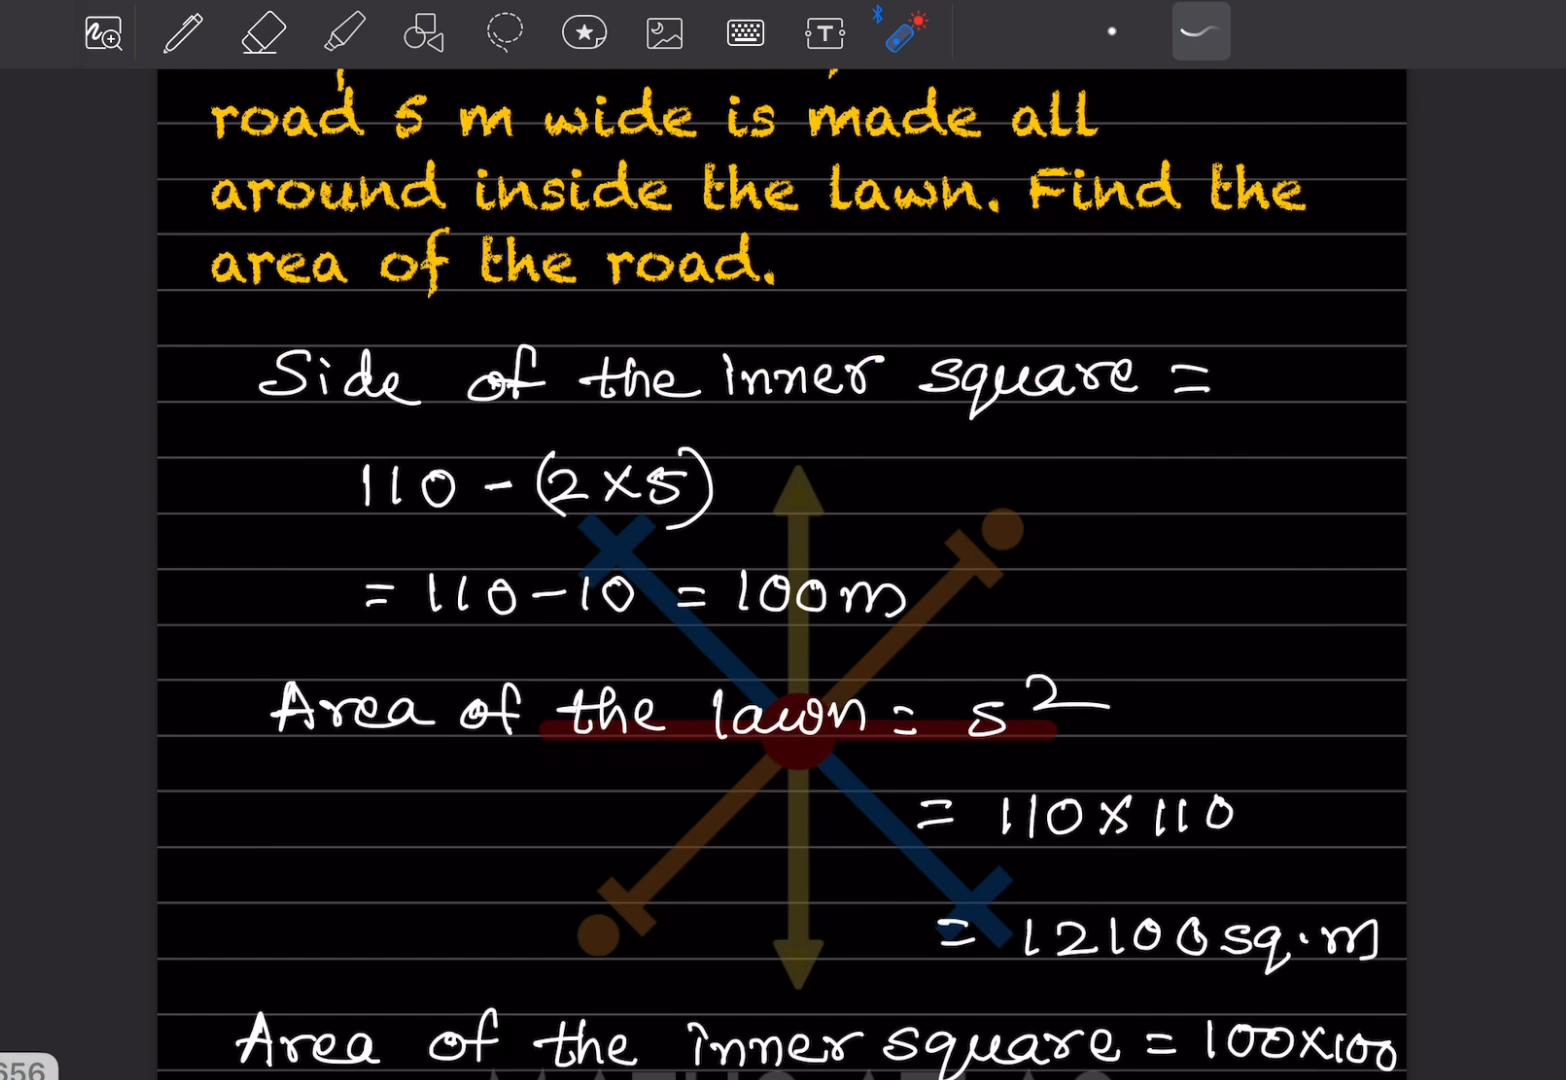 road 5 m wide is made all
around inside the lawn. Find the
area of the road.
Side of the inner square =
110 - (2 × 5)
= 110 - 10 = 100m
Area of the lawn = s²
= 110 × 110
= 12100 sq.m
Area of the inner square = 100×100
656